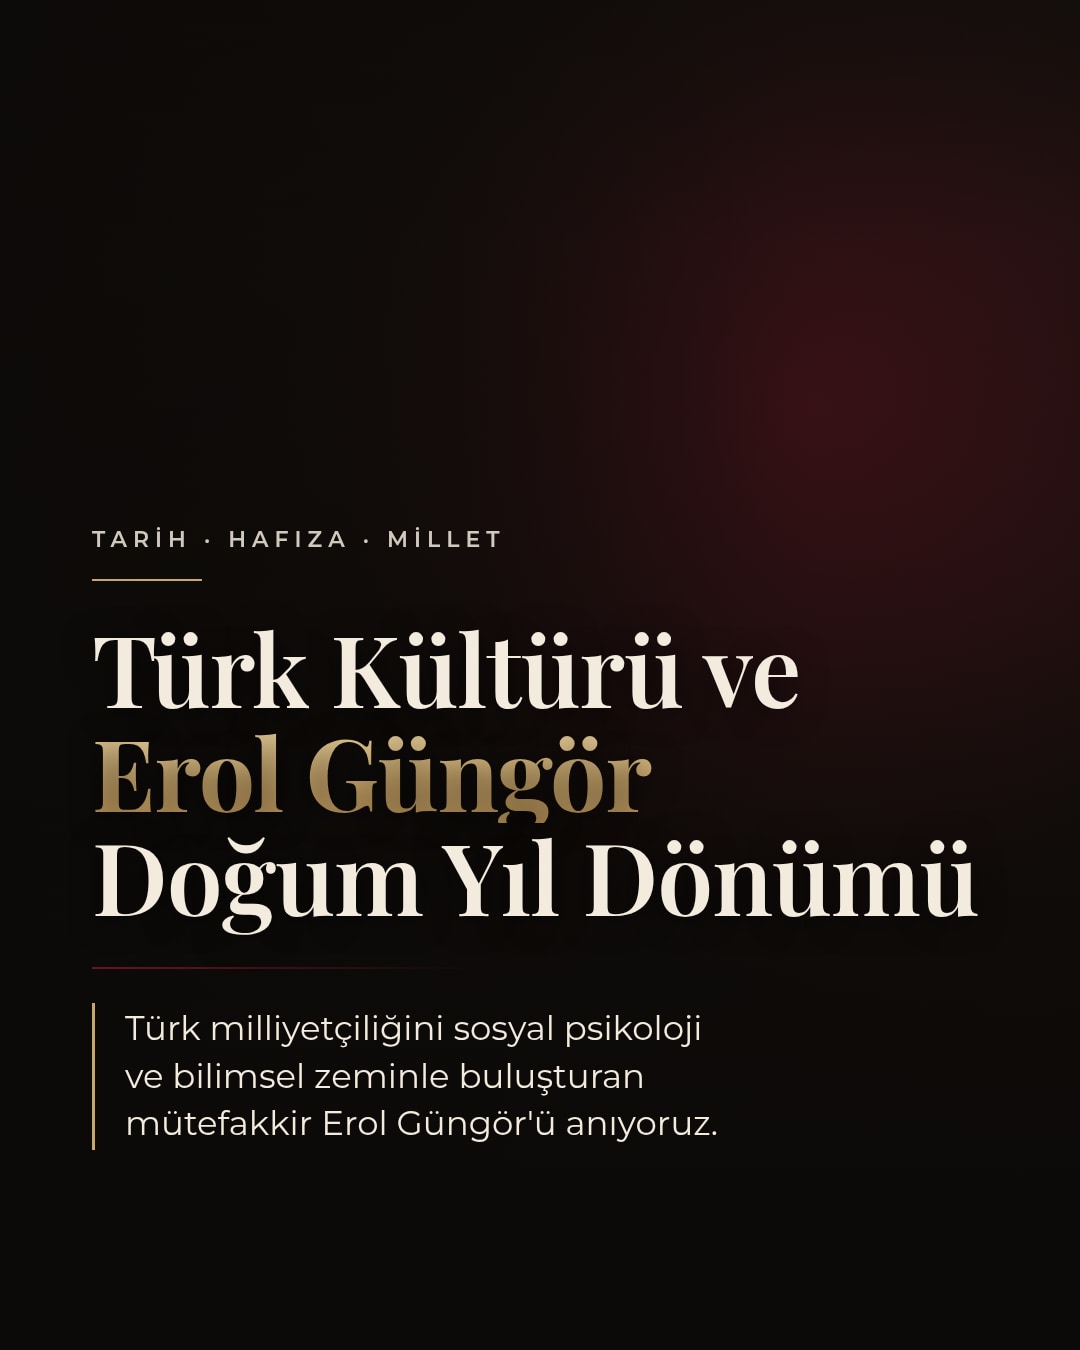 TARİH · HAFIZA · MİLLET
Türk Kültürü ve
Erol Güngör
Doğum Yıl Dönümü
Türk milliyetçiliğini sosyal psikoloji
ve bilimsel zeminle buluşturan
mütefakkir Erol Güngör'ü anıyoruz.